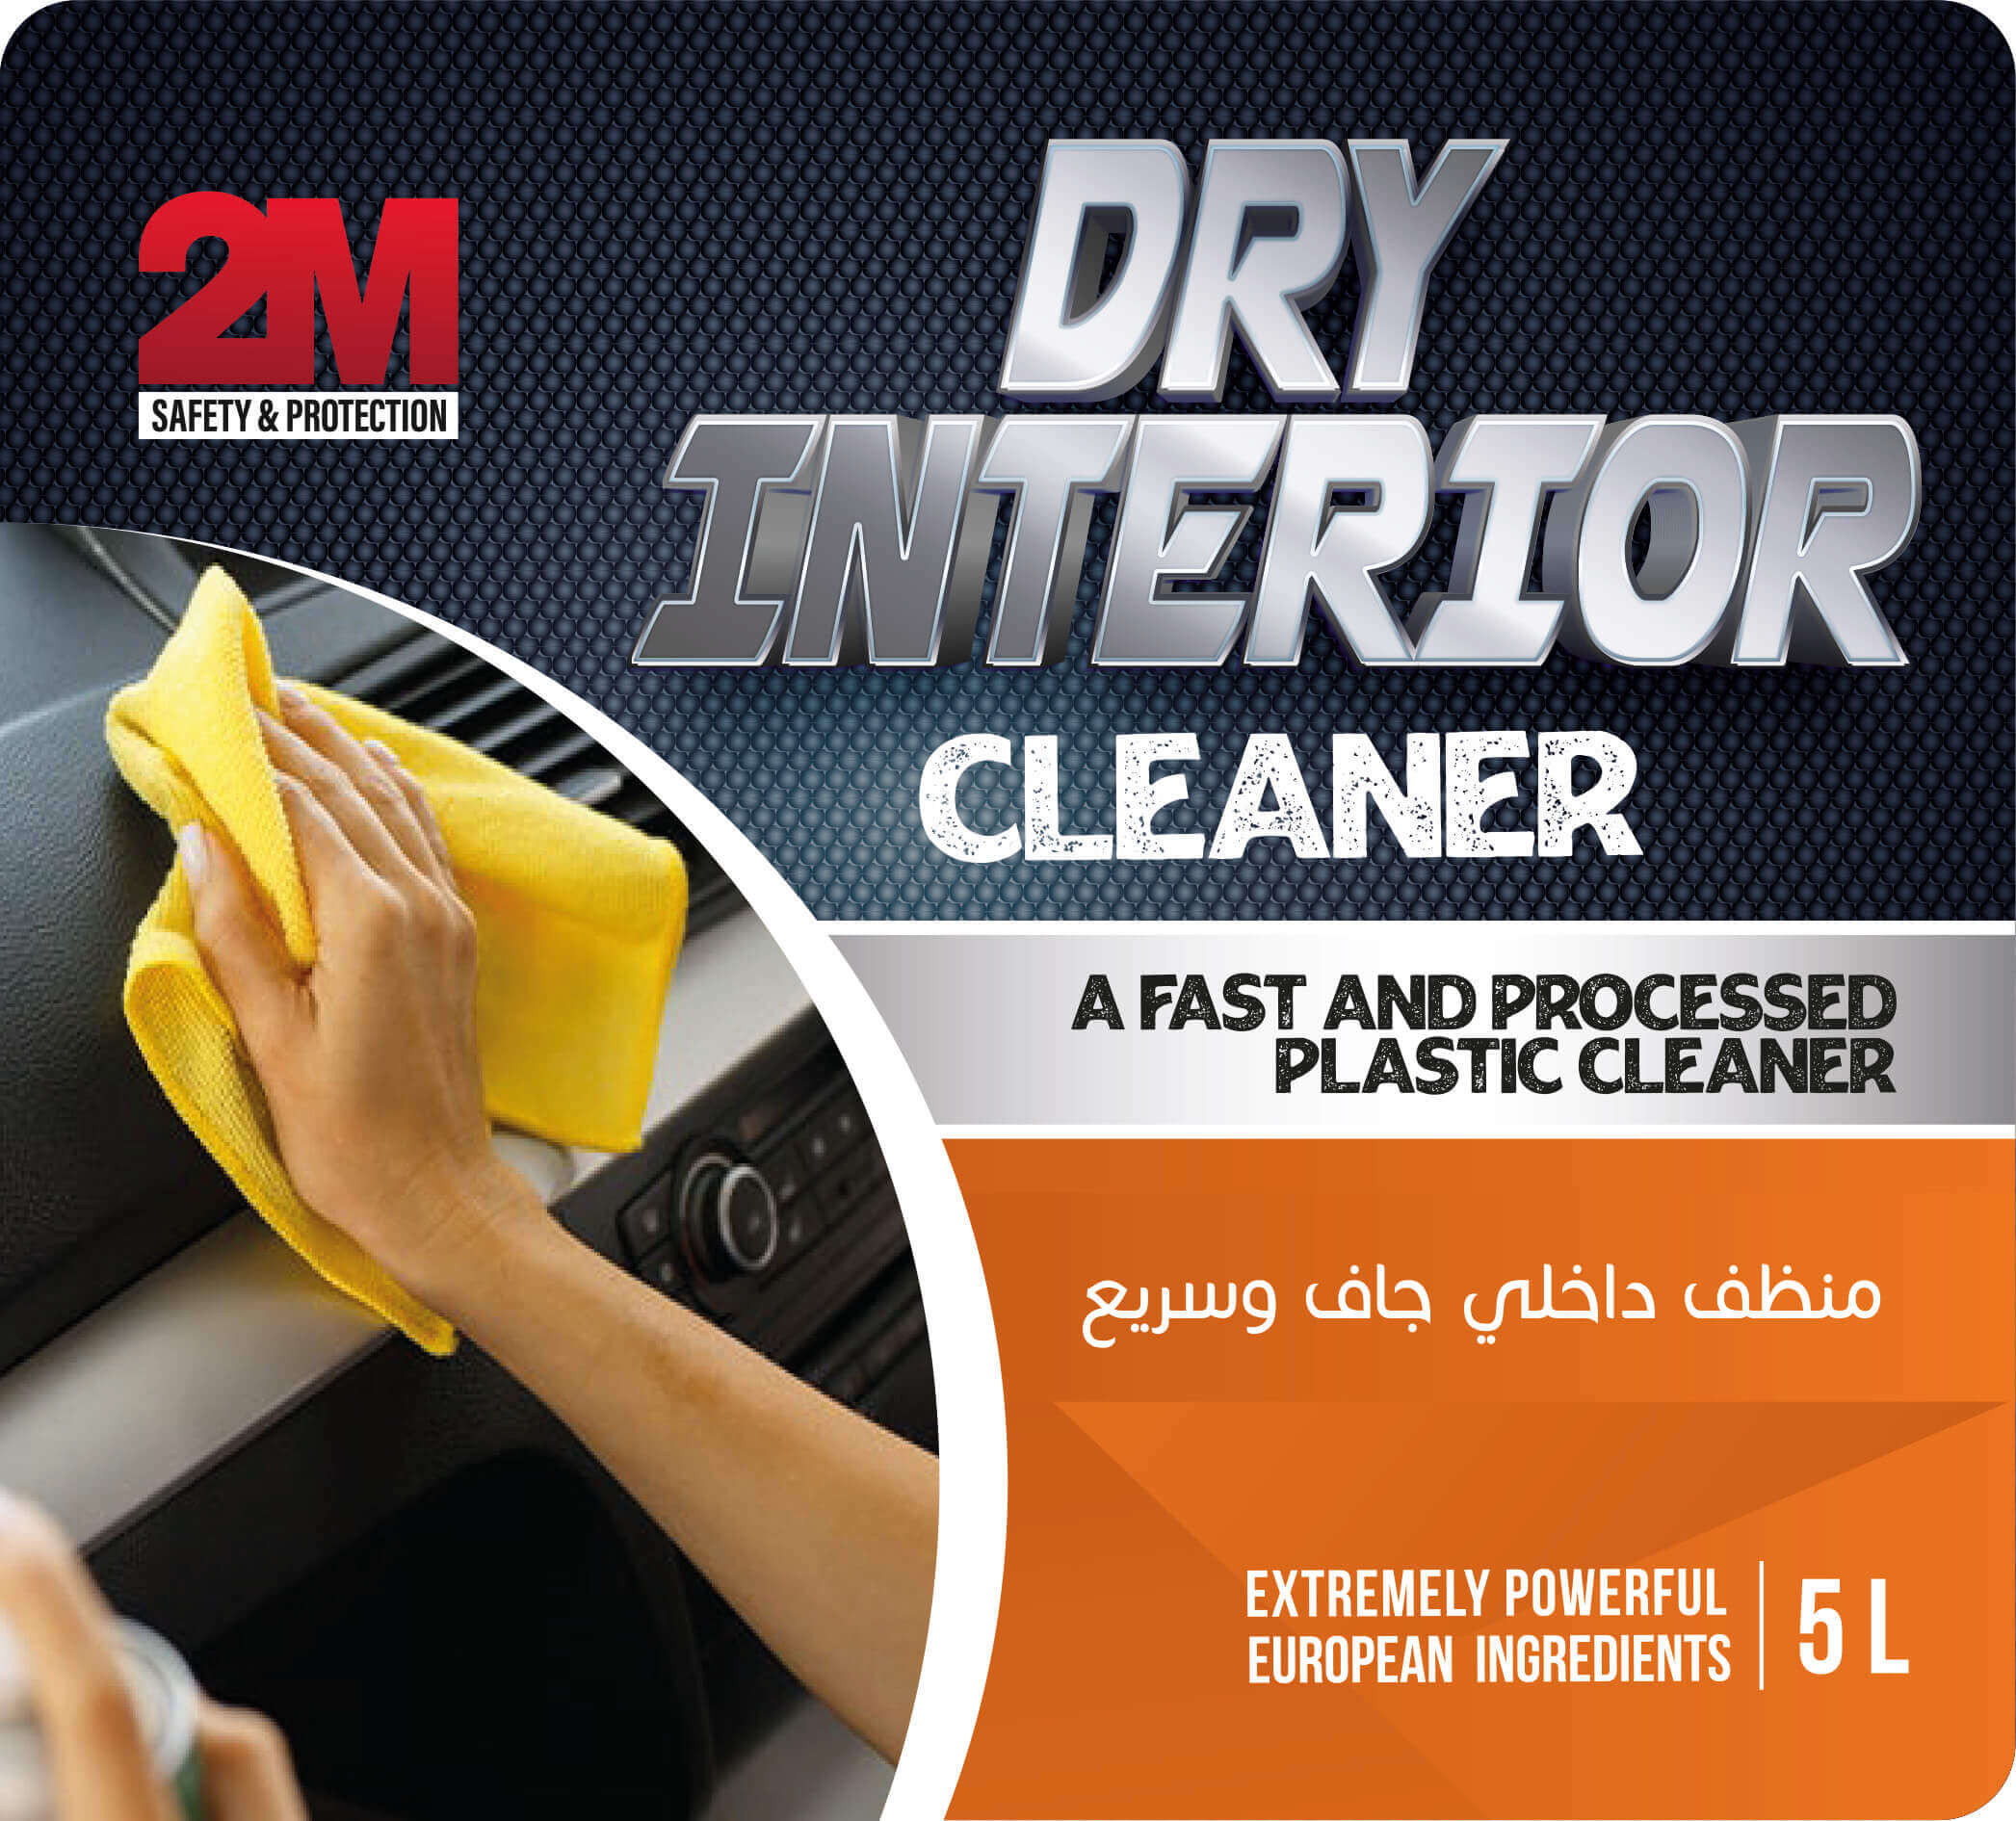 2M
SAFETY & PROTECTION
DRY
INTERIOR
CLEANER
A FAST AND PROCESSED
PLASTIC CLEANER
منظف داخلي جاف وسريع
EXTREMELY POWERFUL
EUROPEAN INGREDIENTS
5 L